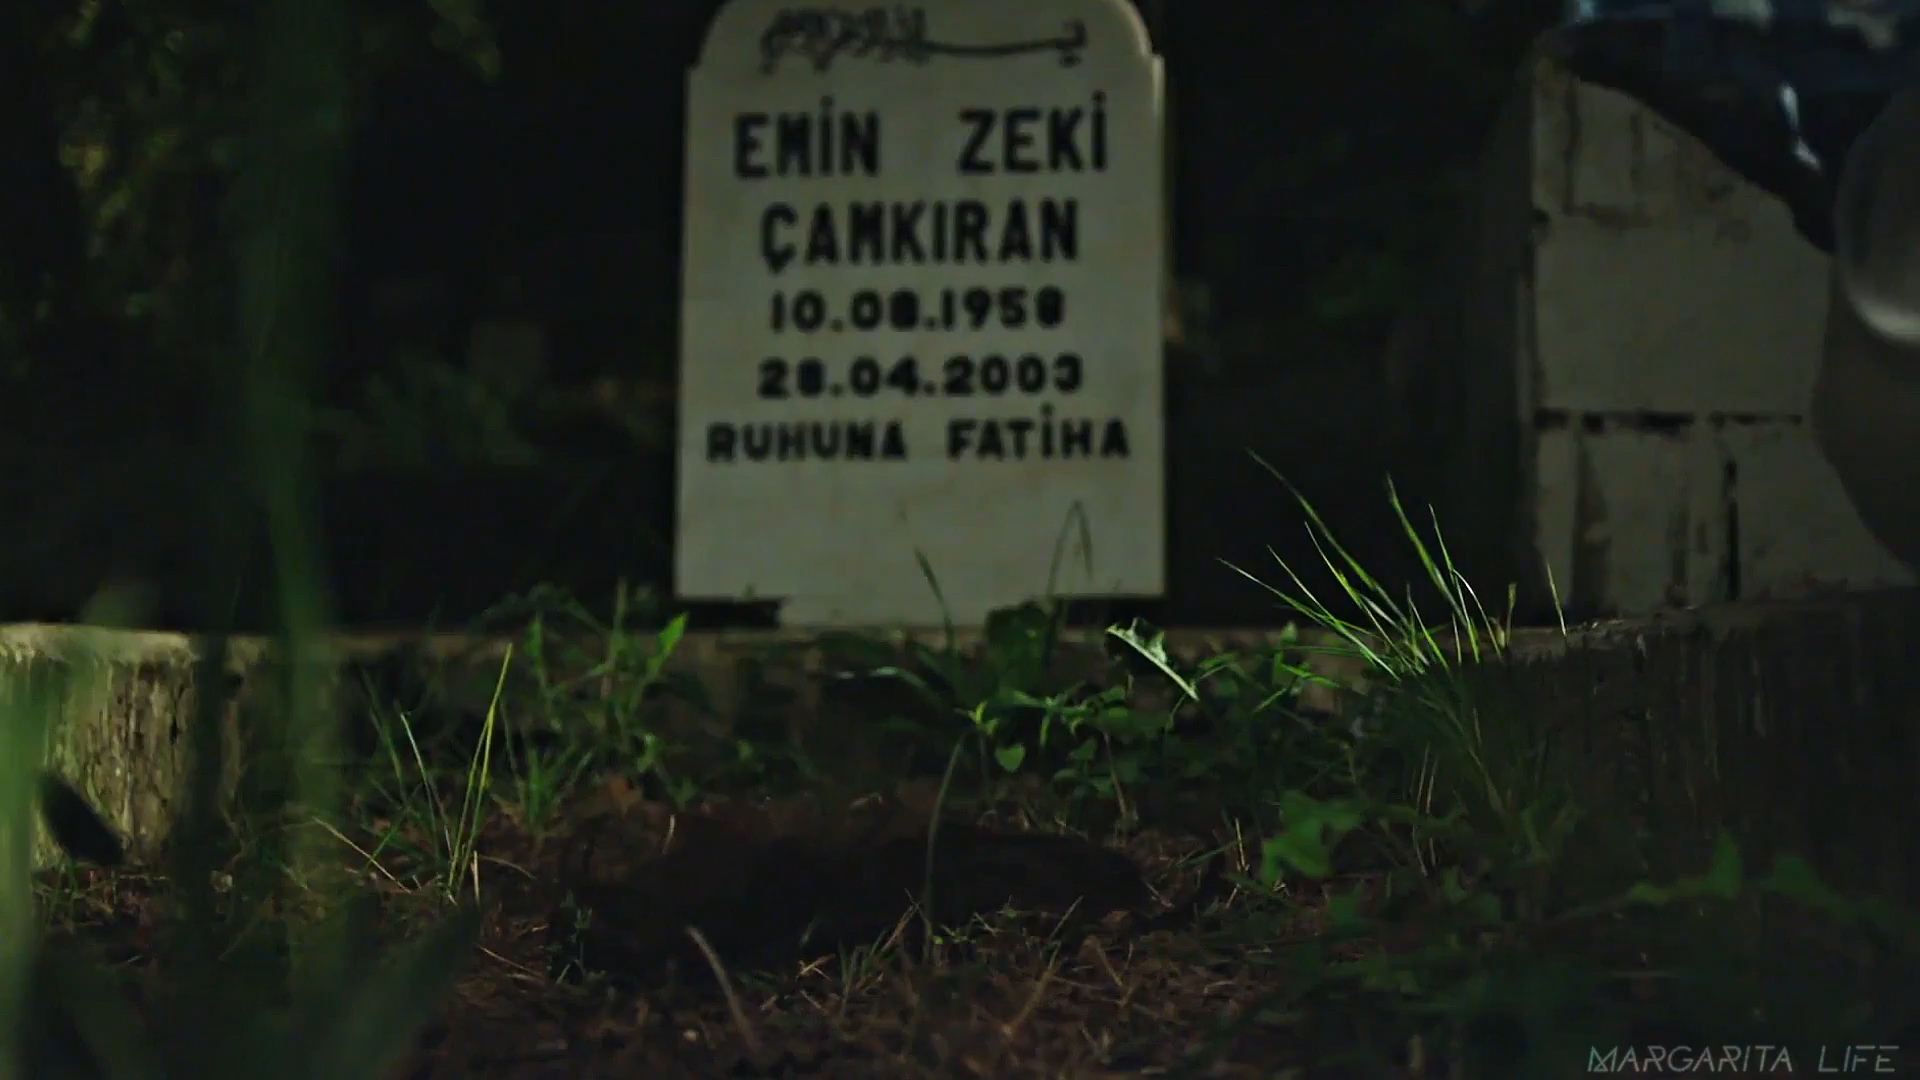 EMİN ZEKİ
ÇAMKIRAN
10.08.1958
28.04.2003
RUHUNA FATİHA
MARGARITA LIFE